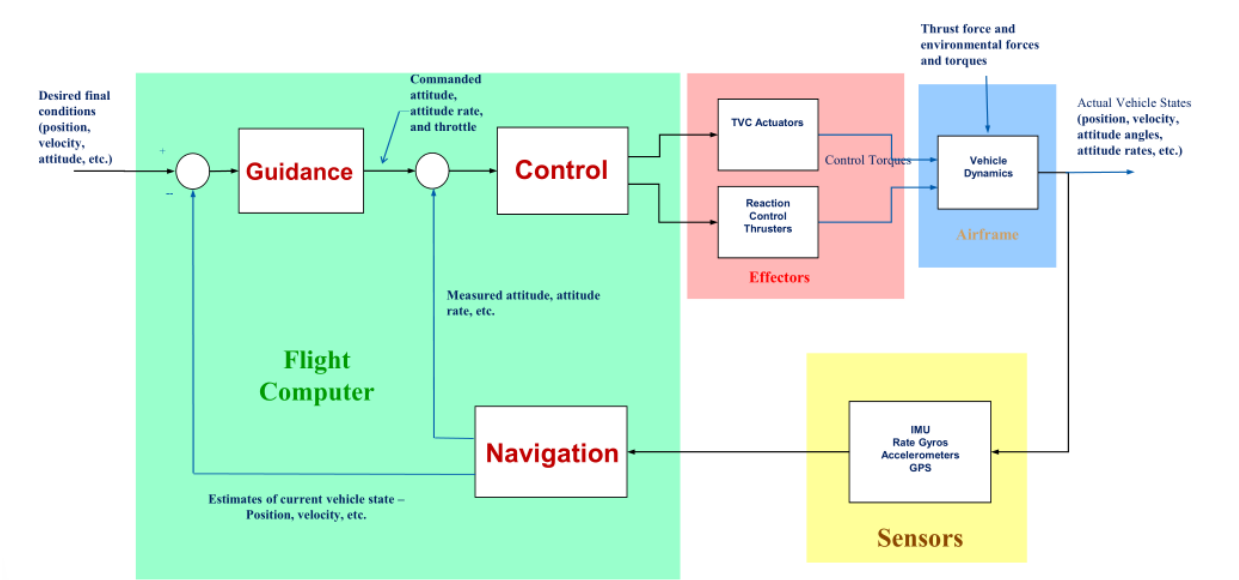 Thrust force and
environmental forces
and torques
Desired final
conditions
(position,
velocity,
attitude, etc.)
+
–
Commanded
attitude,
attitude rate,
and throttle
Guidance
Control
TVC Actuators
Control Torques
Reaction
Control
Thrusters
Effectors
Vehicle
Dynamics
Airframe
Actual Vehicle States
(position, velocity,
attitude angles,
attitude rates, etc.)
Measured attitude, attitude
rate, etc.
Flight
Computer
Navigation
Estimates of current vehicle state –
Position, velocity, etc.
IMU
Rate Gyros
Accelerometers
GPS
Sensors